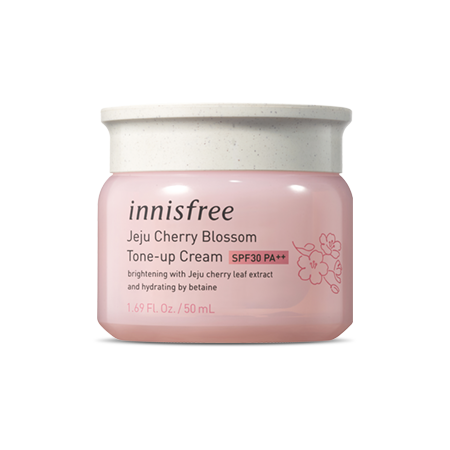 innisfree
Jeju Cherry Blossom
Tone-up Cream SPF30 PA++
brightening with Jeju cherry leaf extract
and hydrating by betaine
1.69 FL Oz. / 50 mL